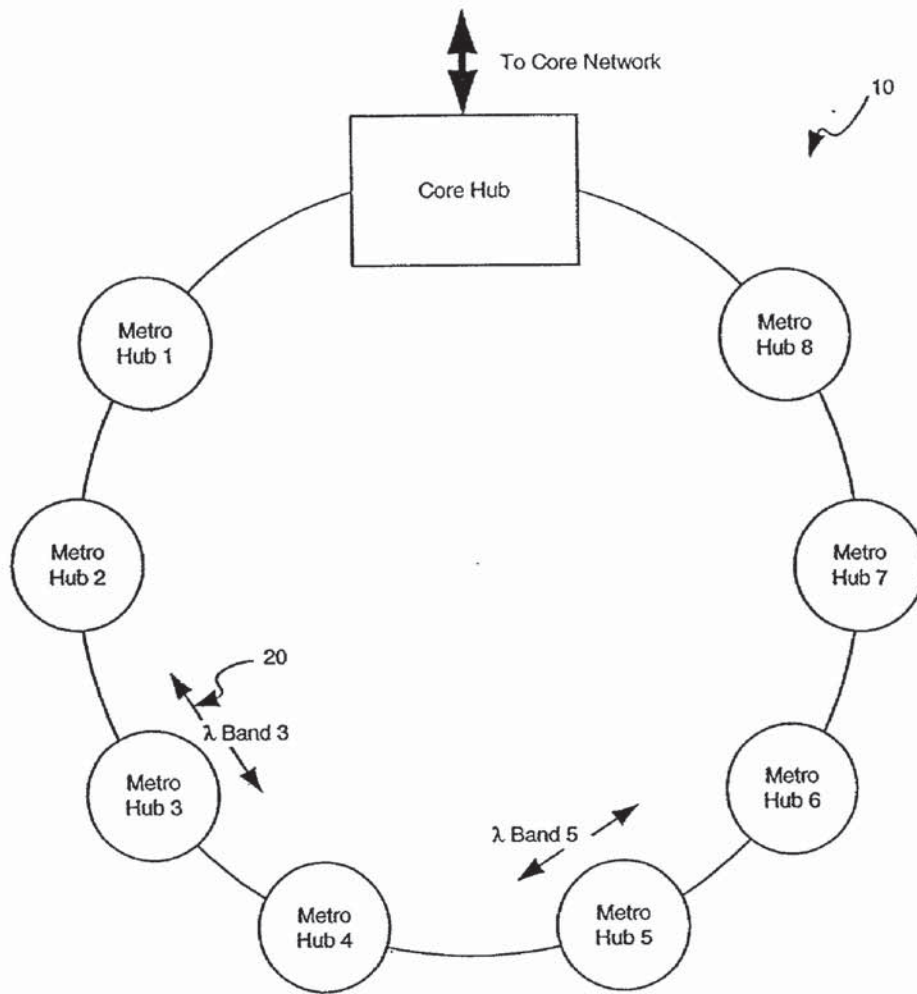 To Core Network
10
Core Hub
Metro
Hub 1
Metro
Hub 8
Metro
Hub 2
Metro
Hub 7
20
λ Band 3
Metro
Hub 3
λ Band 5
Metro
Hub 6
Metro
Hub 4
Metro
Hub 5